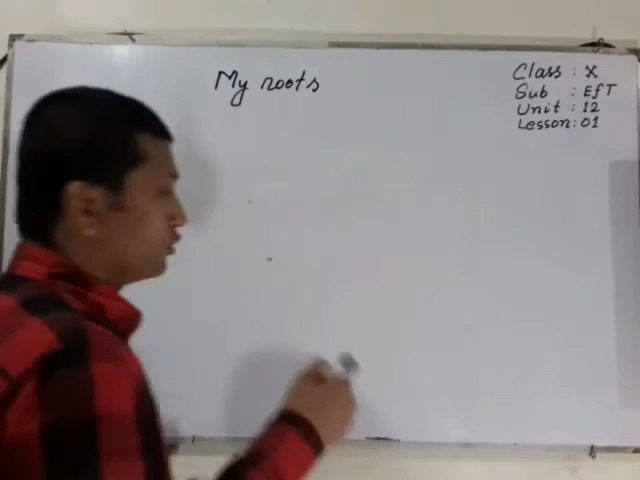 My roots
Class : X
Sub : EfT
Unit : 12
Lesson: 01